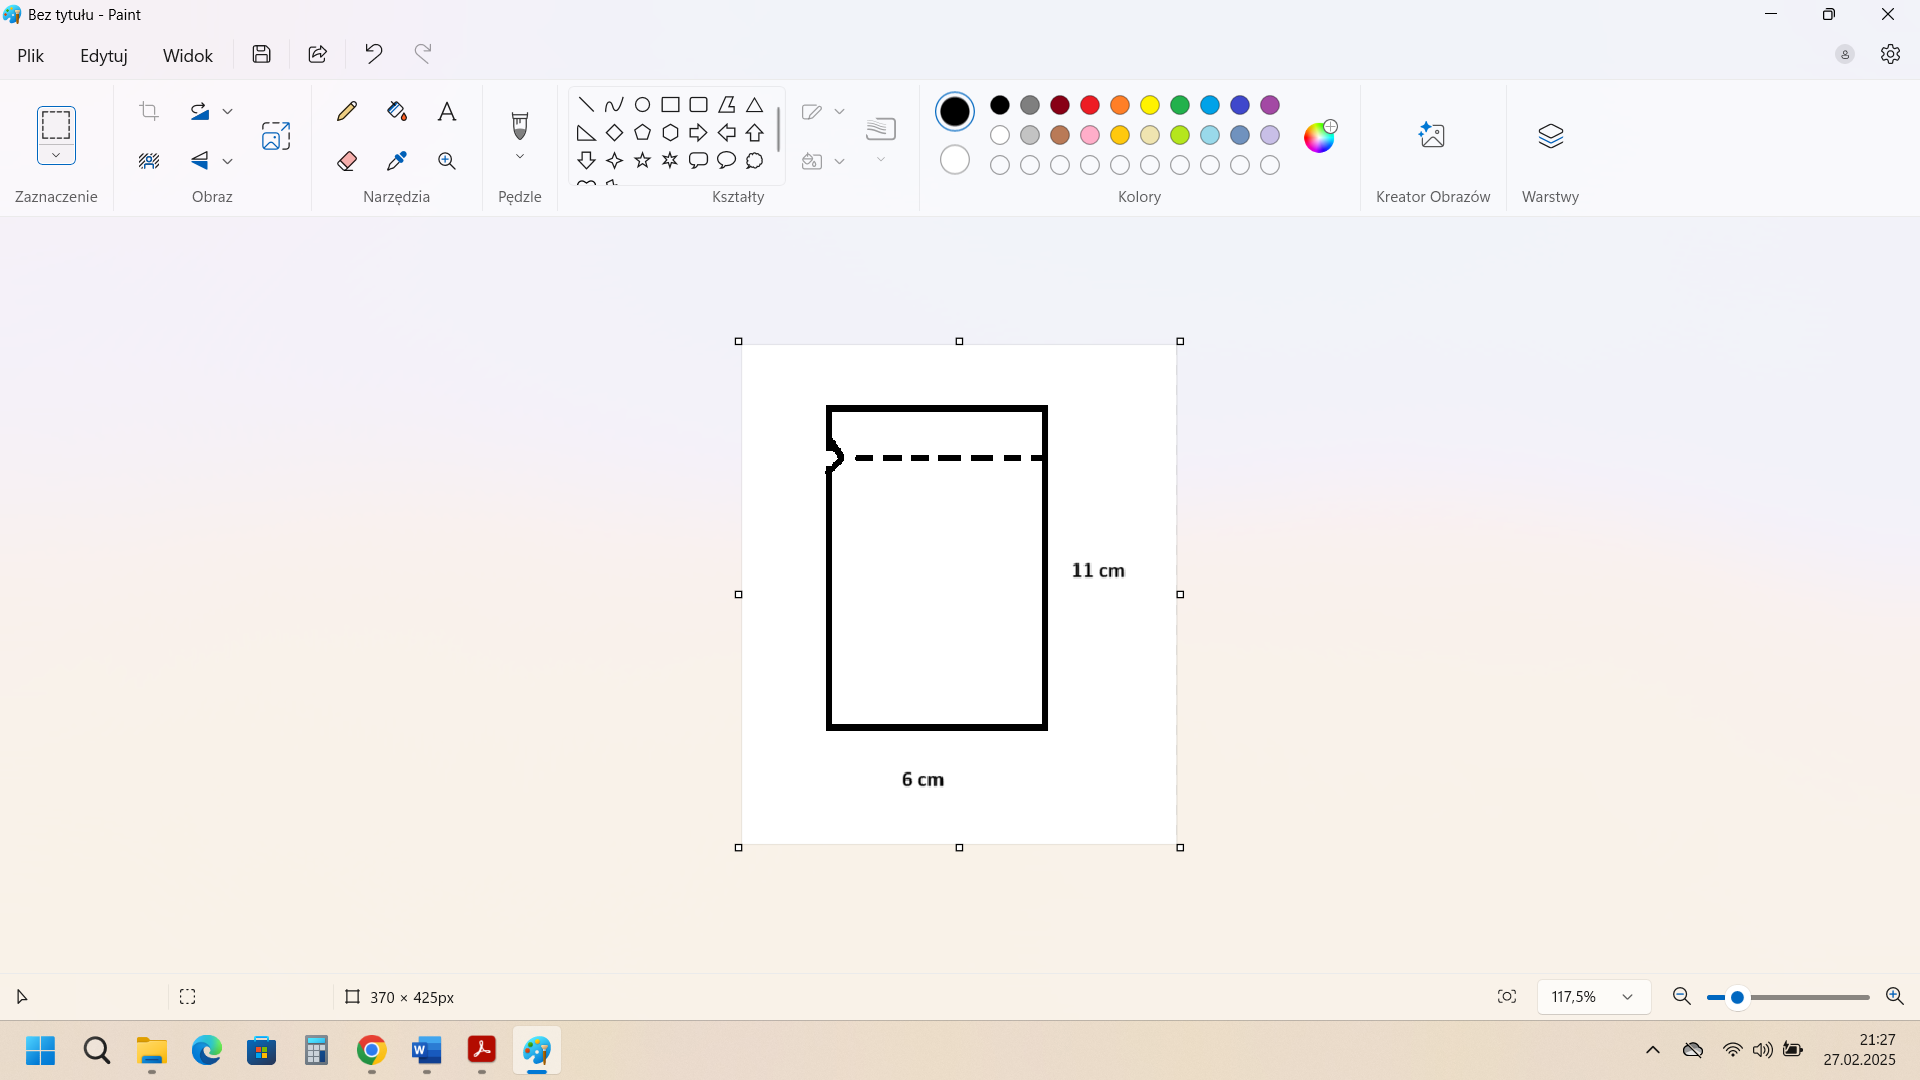 Bez tytułu - Paint
Plik Edytuj Widok
Zaznaczenie Obraz Narzędzia Pędzle Kształty Kolory Kreator Obrazów Warstwy
11 cm
6 cm
370 × 425px 117,5%
21:27
27.02.2025